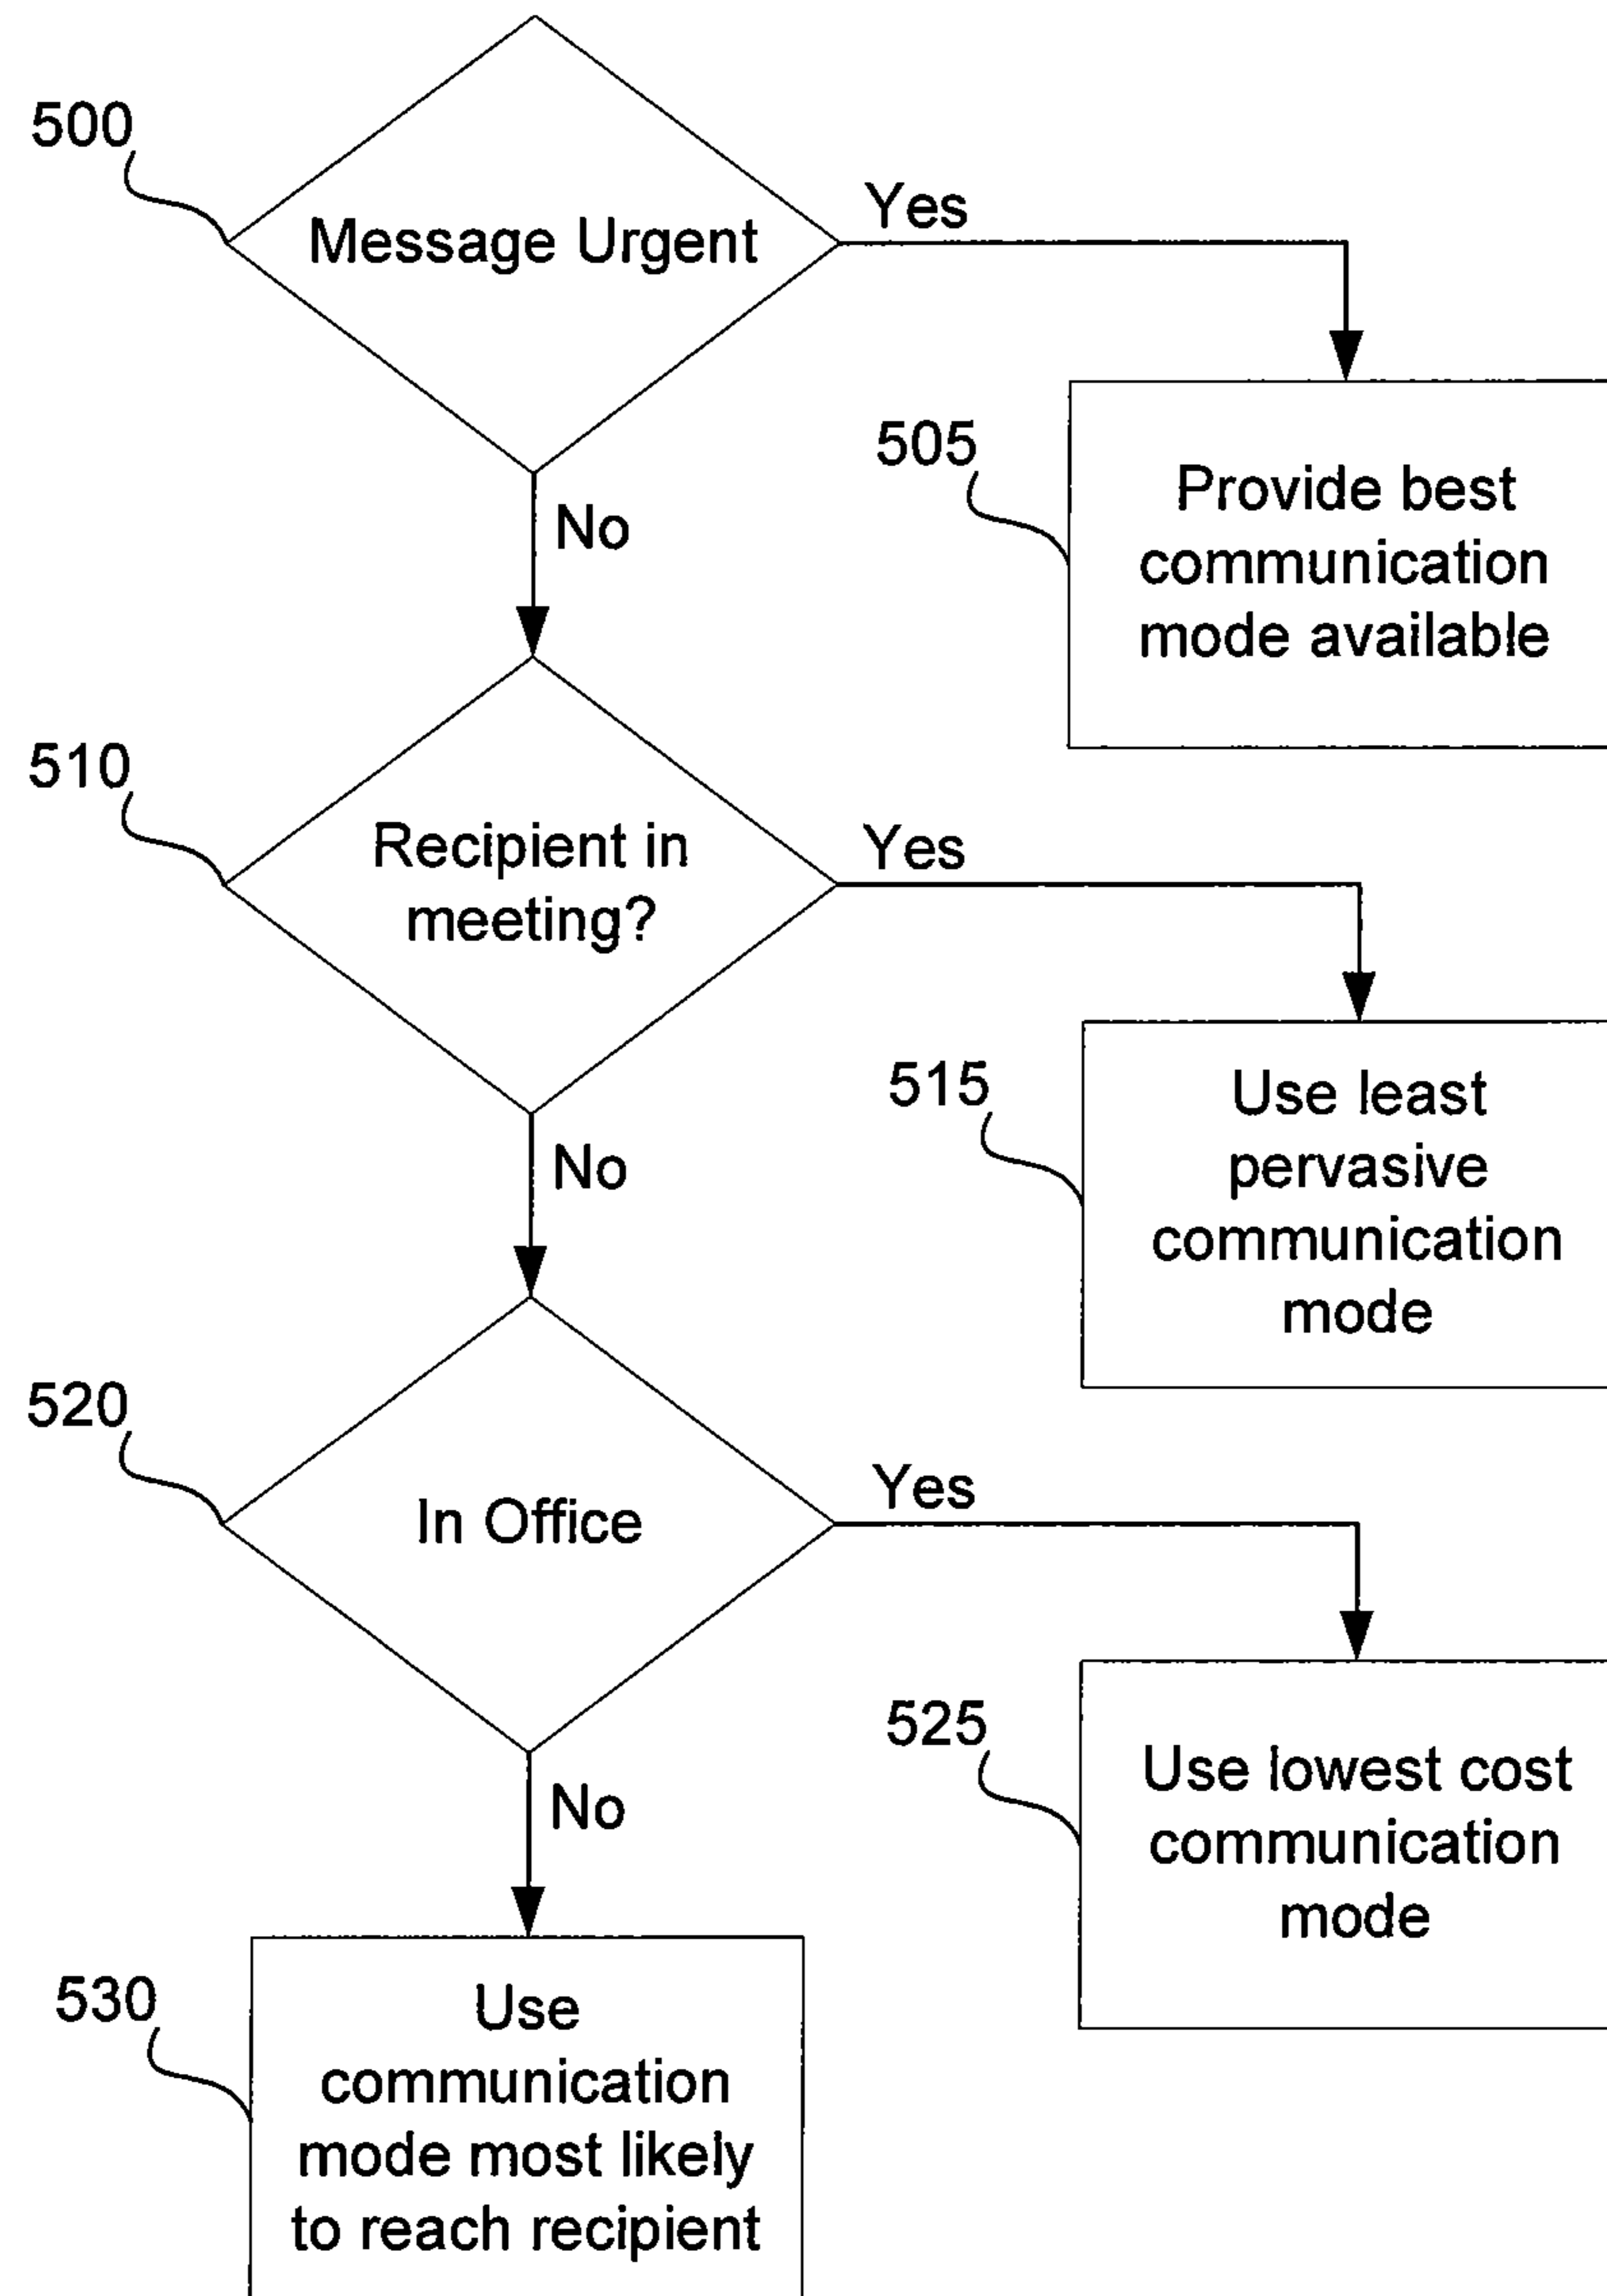 500
Message Urgent
Yes
No
505
Provide best
communication
mode available
510
Recipient in
meeting?
Yes
No
515
Use least
pervasive
communication
mode
520
In Office
Yes
No
525
Use lowest cost
communication
mode
530
Use
communication
mode most likely
to reach recipient